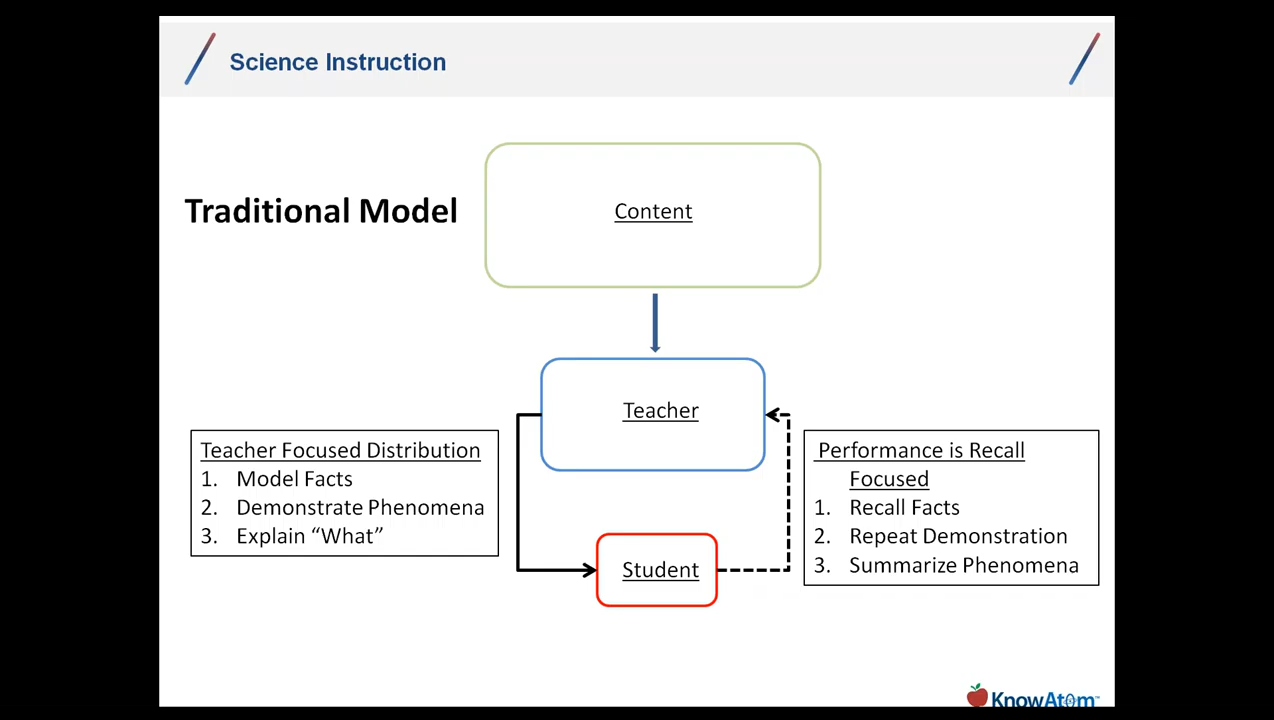 Science Instruction
Traditional Model
Content
Teacher
Teacher Focused Distribution
1. Model Facts
2. Demonstrate Phenomena
3. Explain “What”
Performance is Recall
Focused
1. Recall Facts
2. Repeat Demonstration
3. Summarize Phenomena
Student
KnowAtom™